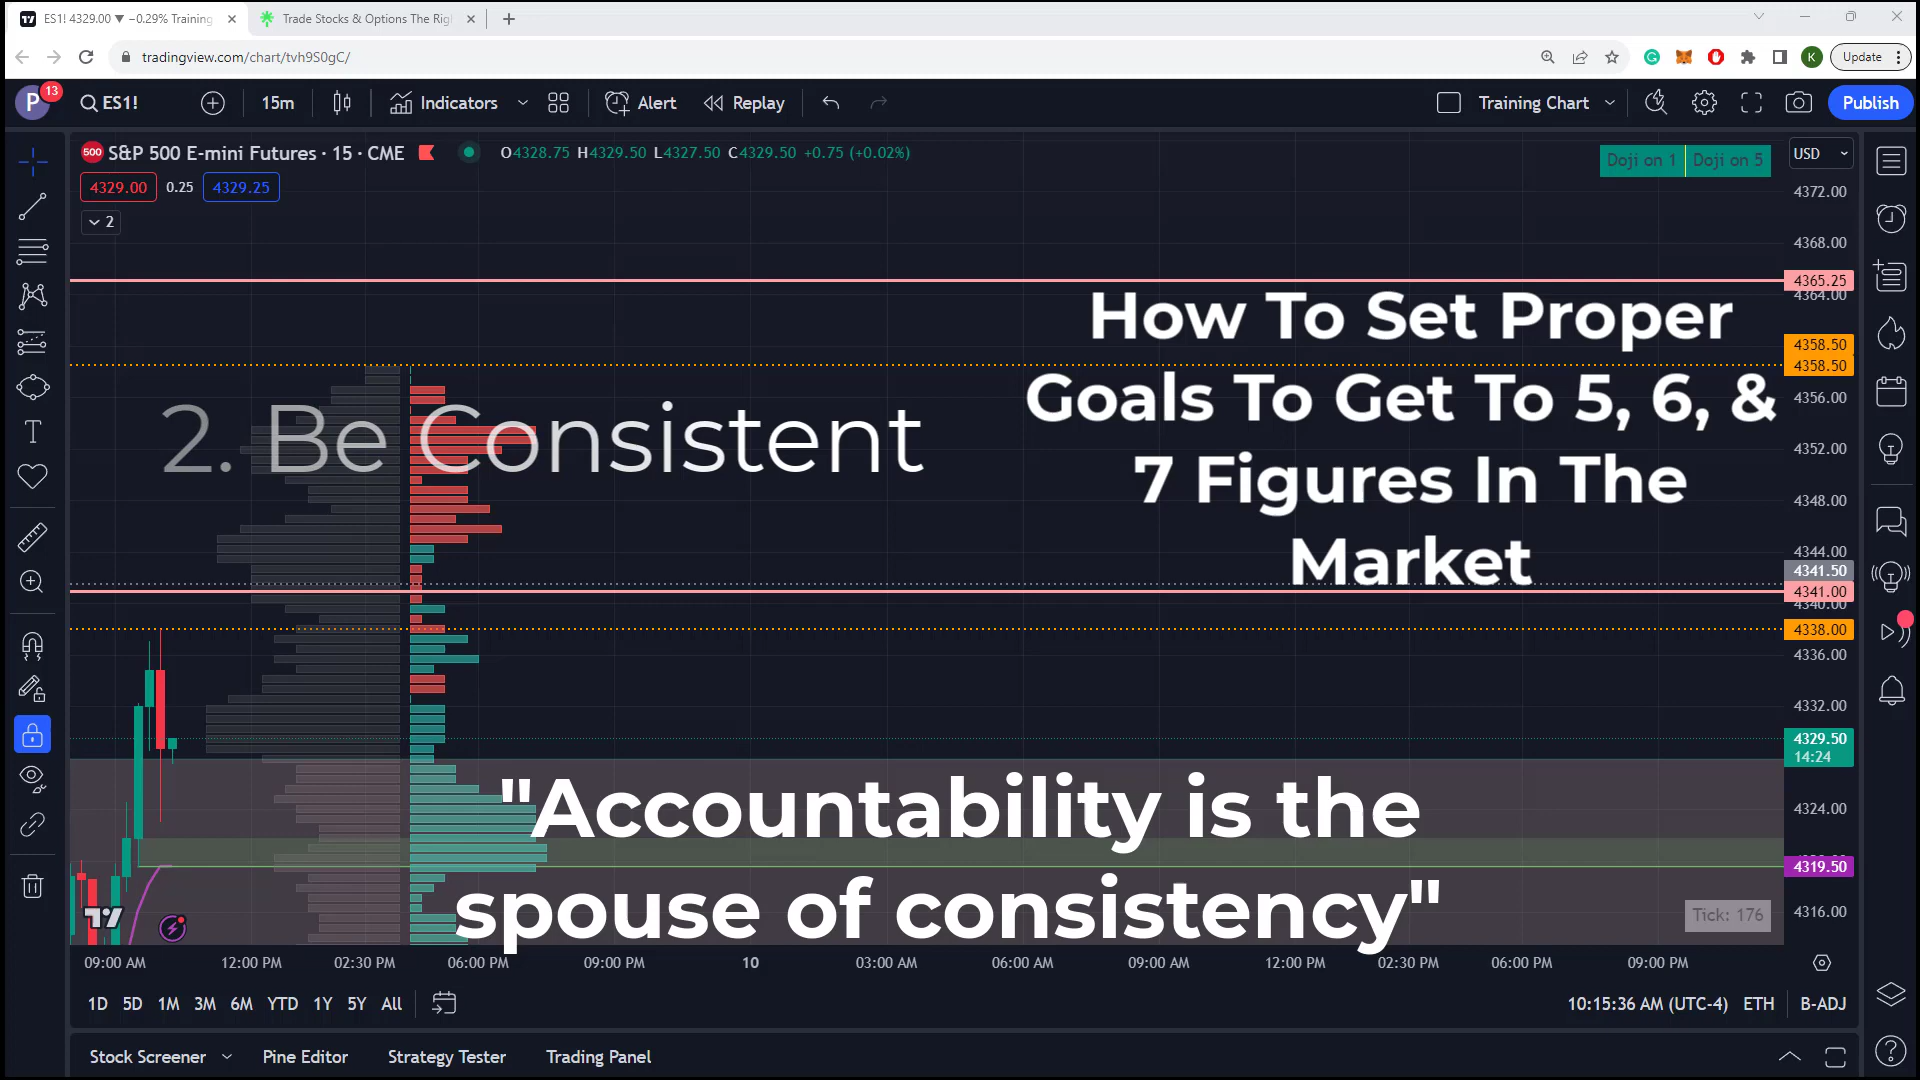 ES1! 4329.00 ▼ −0.29% Training
Trade Stocks & Options The Rig
tradingview.com/chart/tvh9S0gC/
K
Update
P
13
ES1!
15m
Indicators
Alert
Replay
Training Chart
Publish
500 S&P 500 E-mini Futures · 15 · CME
O4328.75 H4329.50 L4327.50 C4329.50 +0.75 (+0.02%)
Doji on 1 Doji on 5
USD
4329.00 0.25 4329.25
2
4372.00
4368.00
4365.25
4364.00
4358.50
4358.50
4356.00
4352.00
4348.00
4344.00
4341.50
4341.00
4340.00
4338.00
4336.00
4332.00
4329.50
14:24
4324.00
4319.50
4316.00
How To Set Proper
Goals To Get To 5, 6, &
7 Figures In The
Market
2. Be Consistent
"Accountability is the
spouse of consistency"
Tick: 176
09:00 AM 12:00 PM 02:30 PM 06:00 PM 09:00 PM 10 03:00 AM 06:00 AM 09:00 AM 12:00 PM 02:30 PM 06:00 PM 09:00 PM
1D 5D 1M 3M 6M YTD 1Y 5Y All
10:15:36 AM (UTC-4) ETH B-ADJ
Stock Screener Pine Editor Strategy Tester Trading Panel